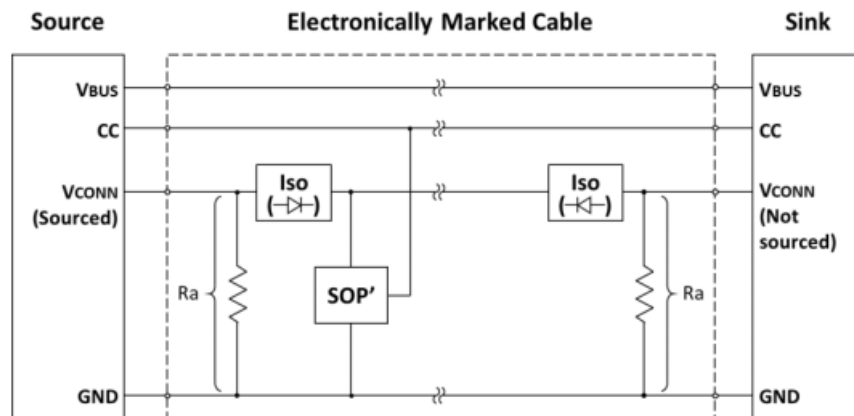 Source
Electronically Marked Cable
Sink
VBUS
VBUS
CC
CC
VCONN
(Sourced)
Iso
Iso
VCONN
(Not
sourced)
Ra
SOP’
Ra
GND
GND